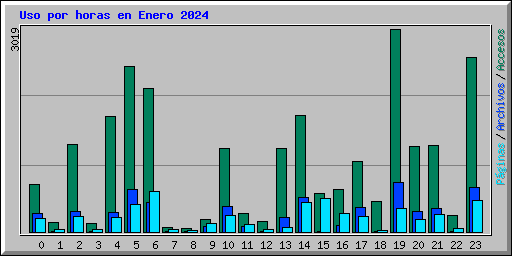 Uso por horas en Enero 2024
3019
Páginas / Archivos / Accesos
0 1 2 3 4 5 6 7 8 9 10 11 12 13 14 15 16 17 18 19 20 21 22 23